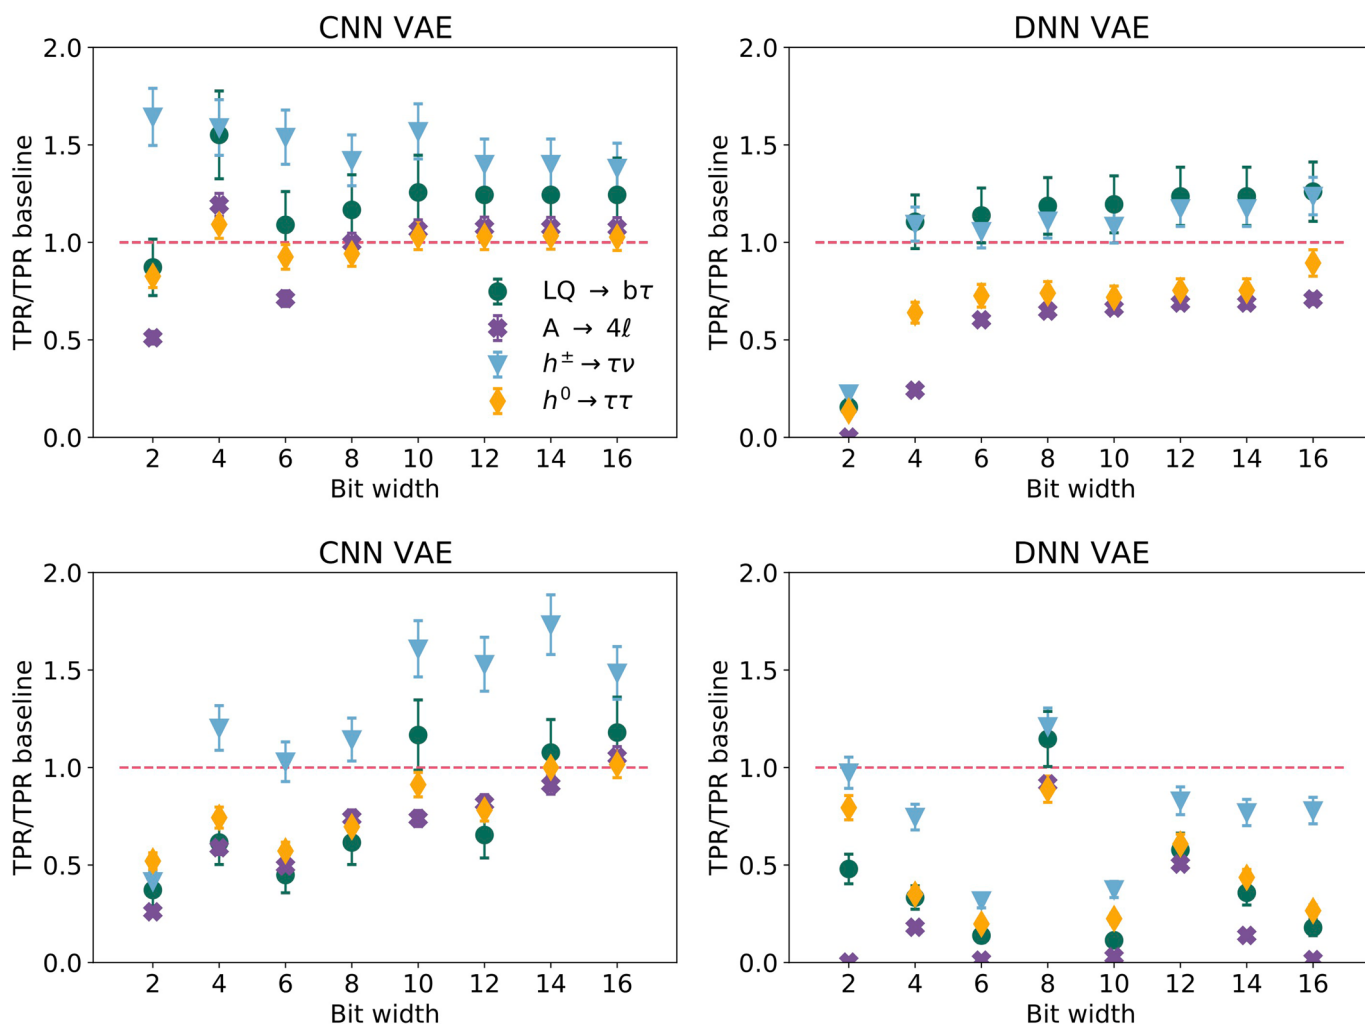 CNN VAE
TPR/TPR baseline
2.0
1.5
1.0
0.5
0.0
LQ → bτ
A → 4ℓ
h± → τν
h⁰ → ττ
2 4 6 8 10 12 14 16
Bit width
DNN VAE
TPR/TPR baseline
2.0
1.5
1.0
0.5
0.0
2 4 6 8 10 12 14 16
Bit width
CNN VAE
TPR/TPR baseline
2.0
1.5
1.0
0.5
0.0
2 4 6 8 10 12 14 16
Bit width
DNN VAE
TPR/TPR baseline
2.0
1.5
1.0
0.5
0.0
2 4 6 8 10 12 14 16
Bit width